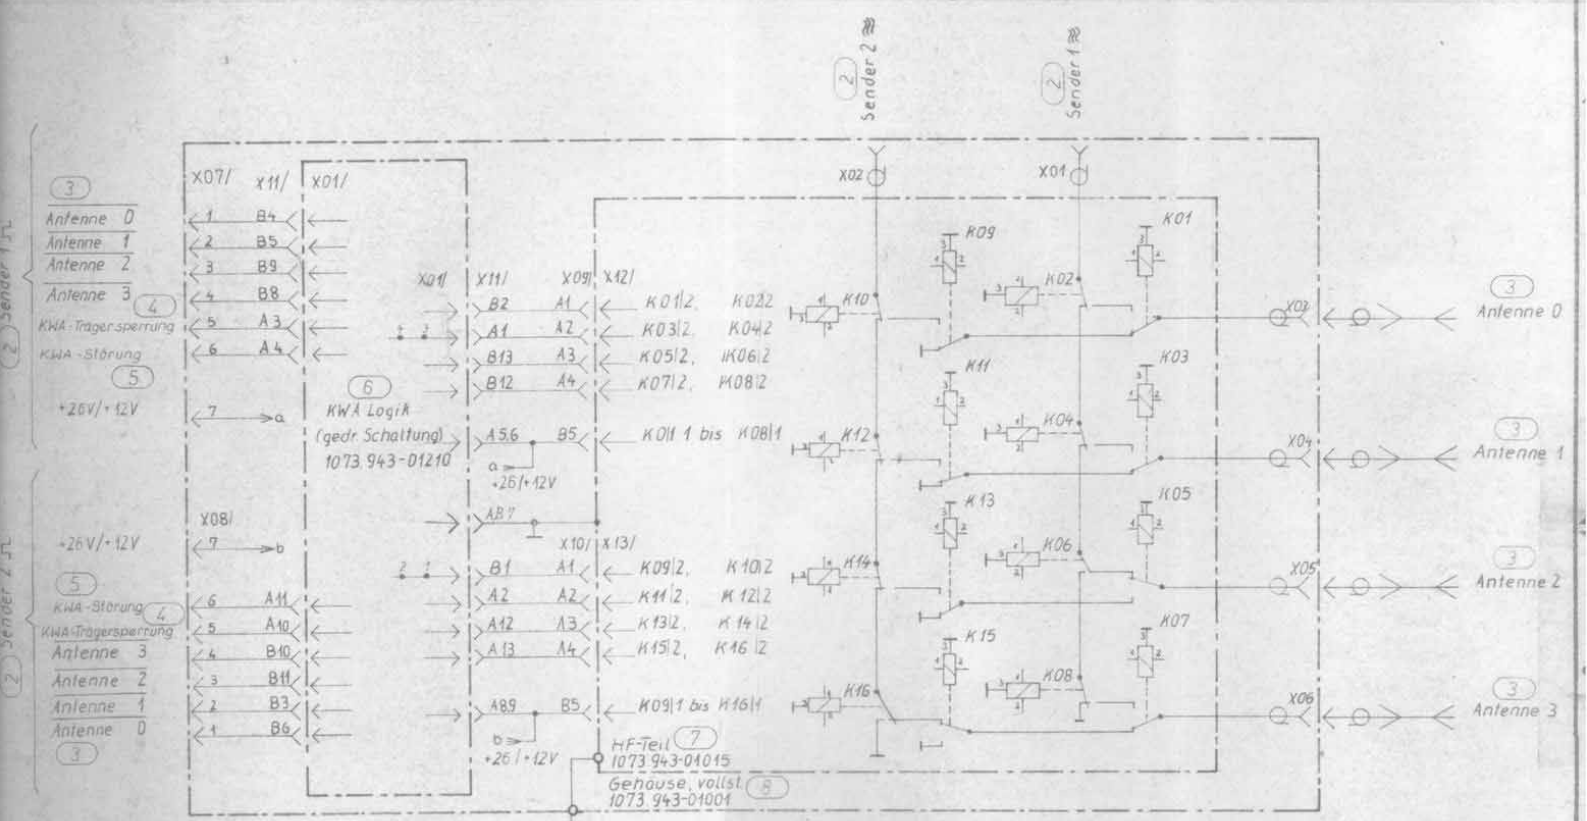 2
Sender 2
2
Sender 1
X02
X01
2 Sender 1
3
Antenne 0
Antenne 1
Antenne 2
Antenne 3
4
KWA-Trägersperrung
KWA-Störung
5
+26V/+12V
X07/ X11/ X01/
1 B4
2 B5
3 B9
4 B8
5 A3
6 A4
7 a
6
KWA Logik
(gedr. Schaltung)
1073.943-01210
X01/ X11/ X09/ X12/
B2 A1 K01|2, K02|2
1 2 A1 A2 K03|2, K04|2
B13 A3 K05|2, K06|2
B12 A4 K07|2, K08|2
A5,6 B5 K01|1 bis K08|1
a
+26/+12V
AB7
X10/ X13/
2 1 B1 A1 K09|2, K10|2
A2 A2 K11|2, K12|2
A12 A3 K13|2, K14|2
A13 A4 K15|2, K16|2
A8,9 B5 K09|1 bis K16|1
b
+26/+12V
2 Sender 2
+26V/+12V
5
KWA-Störung
4
KWA-Trägersperrung
Antenne 3
Antenne 2
Antenne 1
Antenne 0
3
X08/
7 b
6 A11
5 A10
4 B10
3 B11
2 B3
1 B6
HF-Teil 7
1073.943-01015
Gehäuse, vollst. 8
1073.943-01001
K09
K01
K10
K02
K11
K03
K12
K04
K13
K05
K14
K06
K15
K07
K16
K08
X03
3
Antenne 0
X04
3
Antenne 1
X05
3
Antenne 2
X06
3
Antenne 3